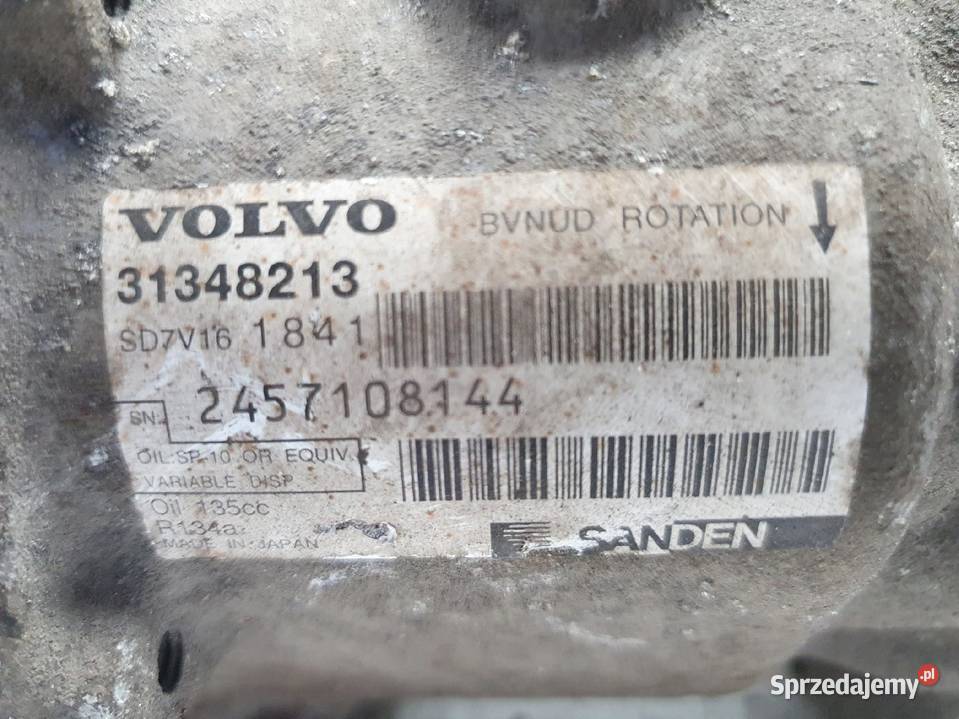 VOLVO BVNUD ROTATION
31348213
SD7V16 1841
SN. 2457108144
OIL:SP-10 OR EQUIV.
VARIABLE DISP.
Oil 135cc
R134a
MADE IN JAPAN
SANDEN
Sprzedajemy.pl